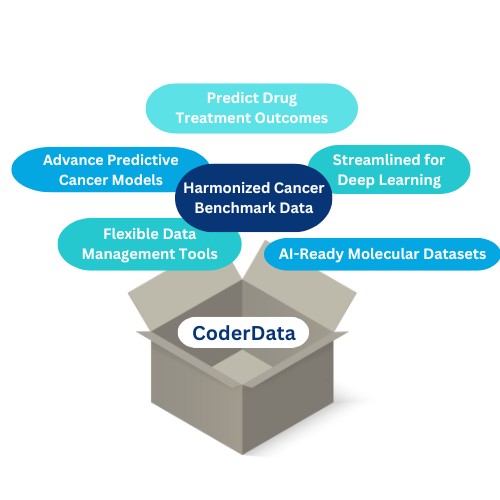 Predict Drug
Treatment Outcomes
Advance Predictive
Cancer Models
Streamlined for
Deep Learning
Harmonized Cancer
Benchmark Data
Flexible Data
Management Tools
AI-Ready Molecular Datasets
CoderData